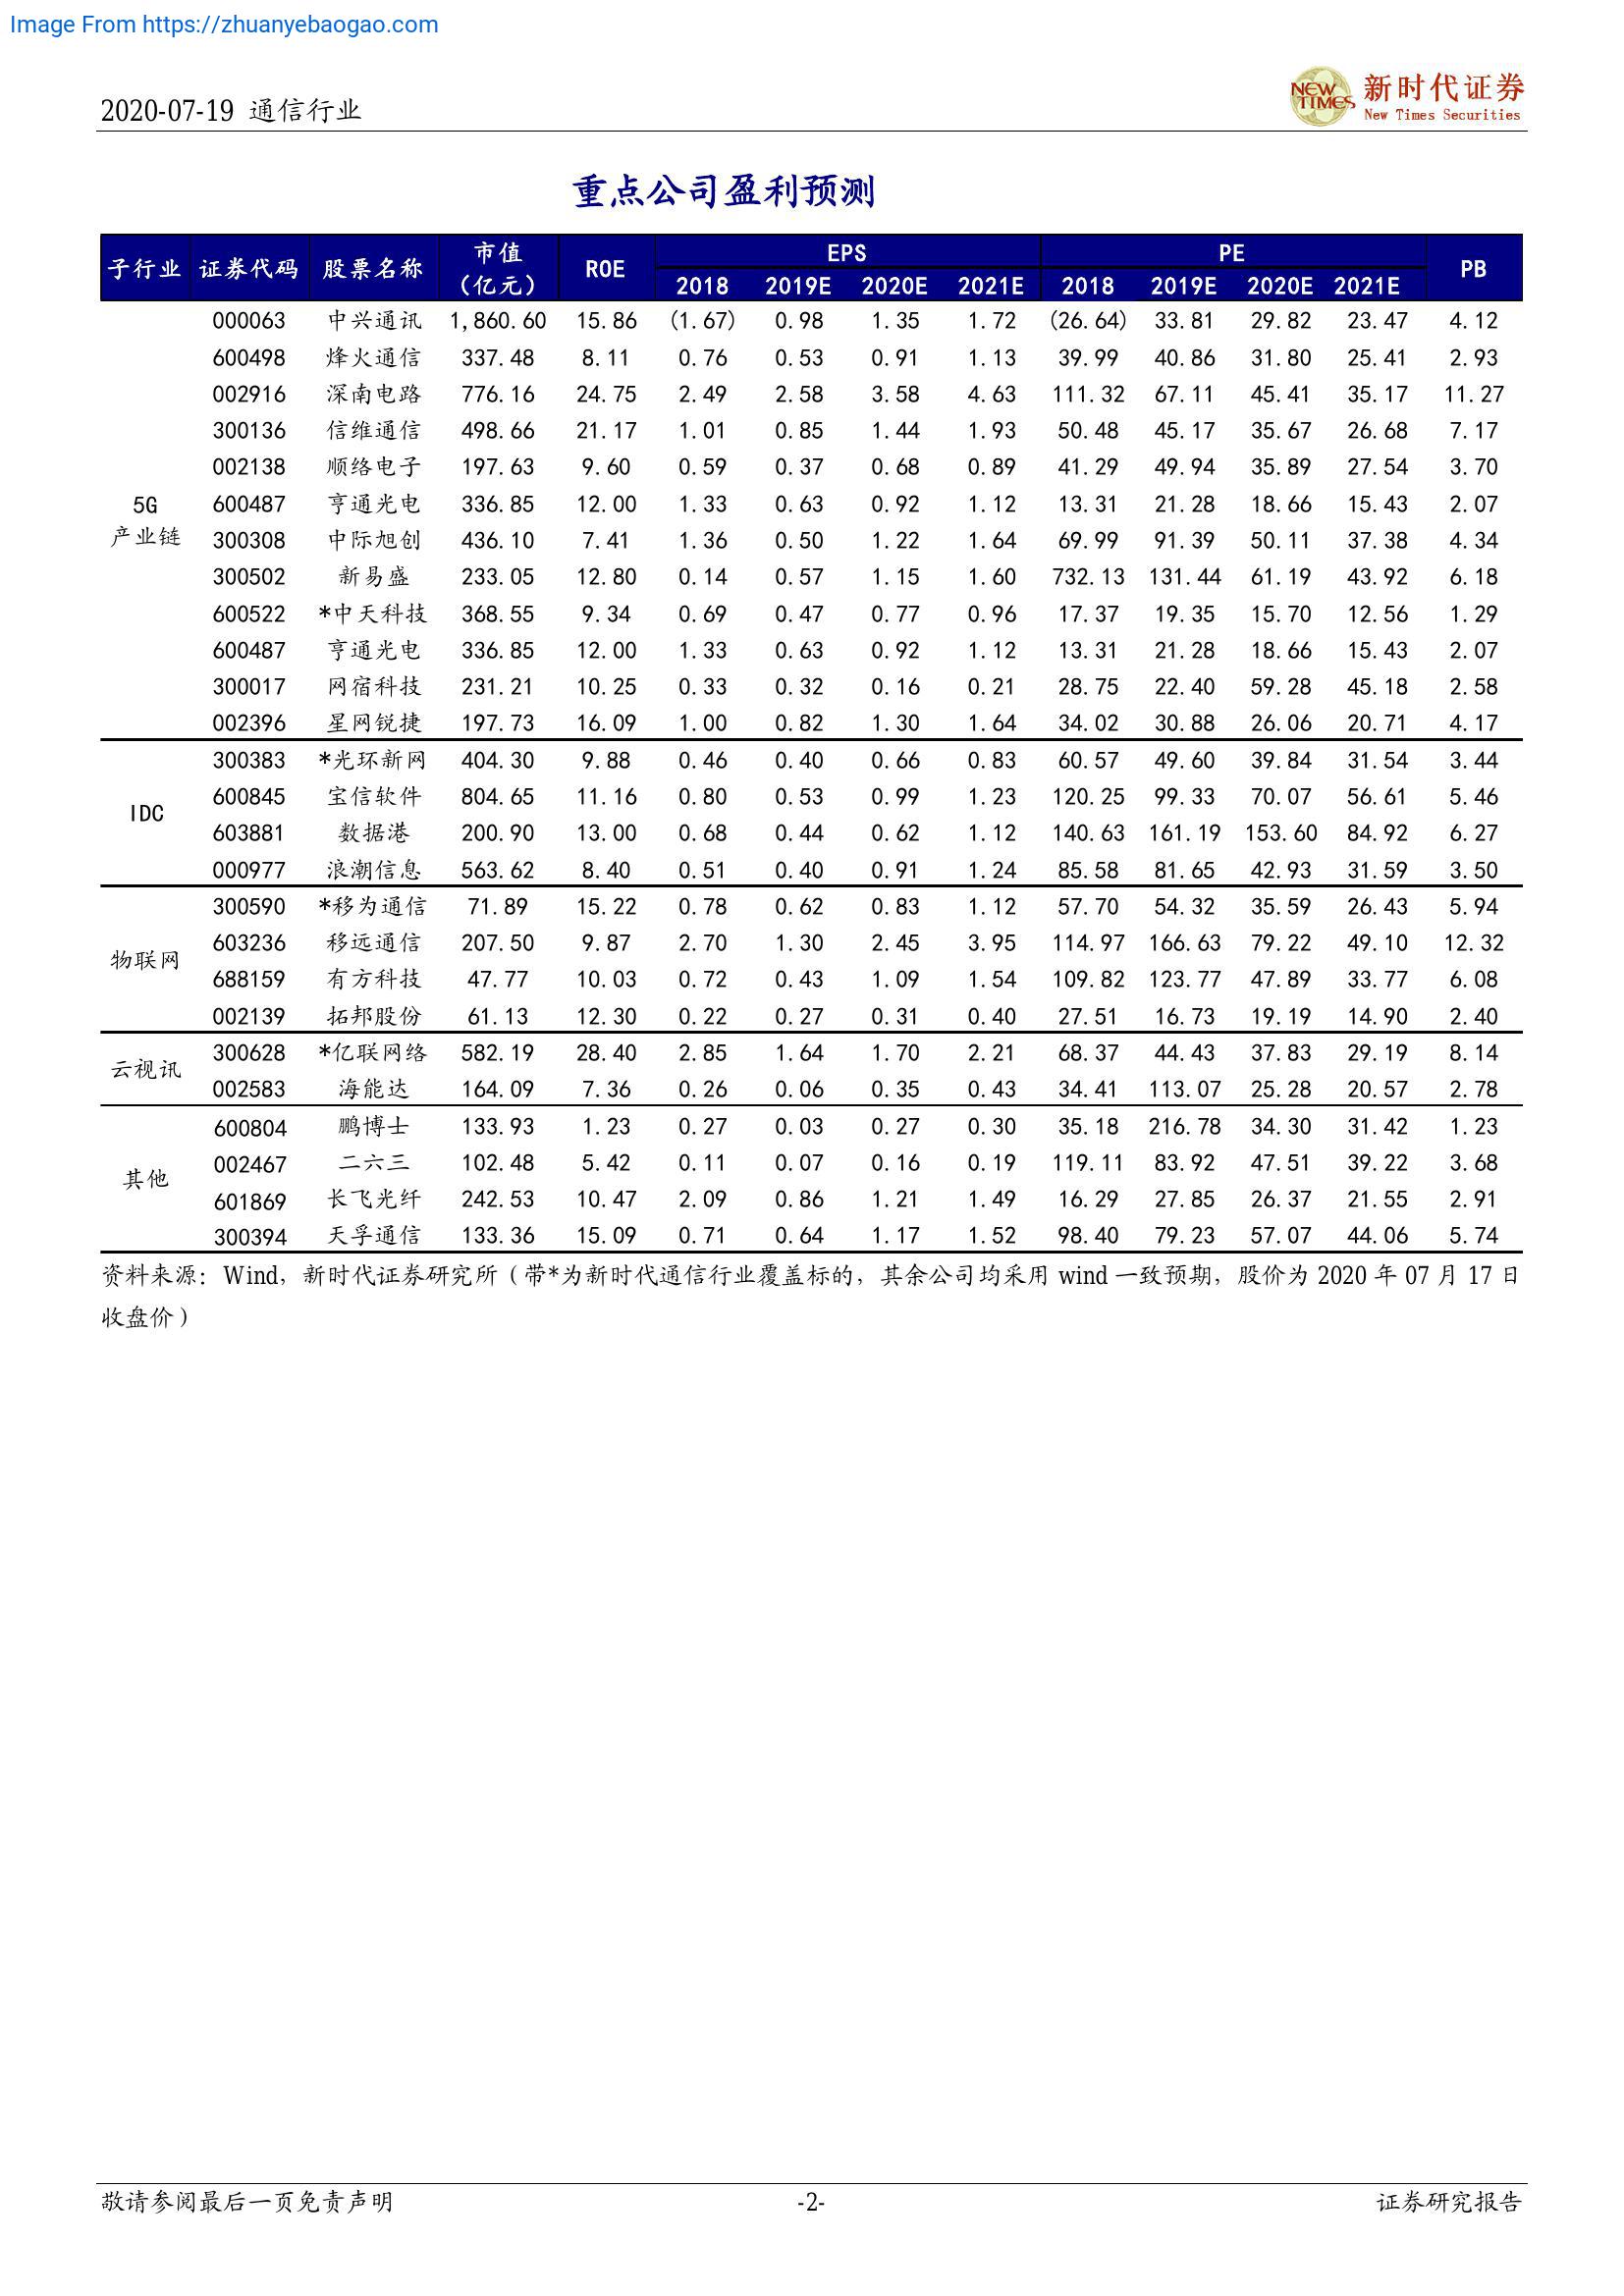 Image From https://zhuanyebaogao.com
2020-07-19 通信行业
NEW TIMES 新时代证券
New Times Securities
重点公司盈利预测
子行业 证券代码 股票名称 市值（亿元） ROE EPS PE PB
2018 2019E 2020E 2021E 2018 2019E 2020E 2021E
5G产业链
000063 中兴通讯 1,860.60 15.86 (1.67) 0.98 1.35 1.72 (26.64) 33.81 29.82 23.47 4.12
600498 烽火通信 337.48 8.11 0.76 0.53 0.91 1.13 39.99 40.86 31.80 25.41 2.93
002916 深南电路 776.16 24.75 2.49 2.58 3.58 4.63 111.32 67.11 45.41 35.17 11.27
300136 信维通信 498.66 21.17 1.01 0.85 1.44 1.93 50.48 45.17 35.67 26.68 7.17
002138 顺络电子 197.63 9.60 0.59 0.37 0.68 0.89 41.29 49.94 35.89 27.54 3.70
600487 亨通光电 336.85 12.00 1.33 0.63 0.92 1.12 13.31 21.28 18.66 15.43 2.07
300308 中际旭创 436.10 7.41 1.36 0.50 1.22 1.64 69.99 91.39 50.11 37.38 4.34
300502 新易盛 233.05 12.80 0.14 0.57 1.15 1.60 732.13 131.44 61.19 43.92 6.18
600522 *中天科技 368.55 9.34 0.69 0.47 0.77 0.96 17.37 19.35 15.70 12.56 1.29
600487 亨通光电 336.85 12.00 1.33 0.63 0.92 1.12 13.31 21.28 18.66 15.43 2.07
300017 网宿科技 231.21 10.25 0.33 0.32 0.16 0.21 28.75 22.40 59.28 45.18 2.58
002396 星网锐捷 197.73 16.09 1.00 0.82 1.30 1.64 34.02 30.88 26.06 20.71 4.17
IDC
300383 *光环新网 404.30 9.88 0.46 0.40 0.66 0.83 60.57 49.60 39.84 31.54 3.44
600845 宝信软件 804.65 11.16 0.80 0.53 0.99 1.23 120.25 99.33 70.07 56.61 5.46
603881 数据港 200.90 13.00 0.68 0.44 0.62 1.12 140.63 161.19 153.60 84.92 6.27
000977 浪潮信息 563.62 8.40 0.51 0.40 0.91 1.24 85.58 81.65 42.93 31.59 3.50
物联网
300590 *移为通信 71.89 15.22 0.78 0.62 0.83 1.12 57.70 54.32 35.59 26.43 5.94
603236 移远通信 207.50 9.87 2.70 1.30 2.45 3.95 114.97 166.63 79.22 49.10 12.32
688159 有方科技 47.77 10.03 0.72 0.43 1.09 1.54 109.82 123.77 47.89 33.77 6.08
002139 拓邦股份 61.13 12.30 0.22 0.27 0.31 0.40 27.51 16.73 19.19 14.90 2.40
云视讯
300628 *亿联网络 582.19 28.40 2.85 1.64 1.70 2.21 68.37 44.43 37.83 29.19 8.14
002583 海能达 164.09 7.36 0.26 0.06 0.35 0.43 34.41 113.07 25.28 20.57 2.78
其他
600804 鹏博士 133.93 1.23 0.27 0.03 0.27 0.30 35.18 216.78 34.30 31.42 1.23
002467 二六三 102.48 5.42 0.11 0.07 0.16 0.19 119.11 83.92 47.51 39.22 3.68
601869 长飞光纤 242.53 10.47 2.09 0.86 1.21 1.49 16.29 27.85 26.37 21.55 2.91
300394 天孚通信 133.36 15.09 0.71 0.64 1.17 1.52 98.40 79.23 57.07 44.06 5.74
资料来源：Wind，新时代证券研究所（带*为新时代通信行业覆盖标的，其余公司均采用 wind 一致预期，股价为 2020 年 07 月 17 日
收盘价）
敬请参阅最后一页免责声明 -2- 证券研究报告